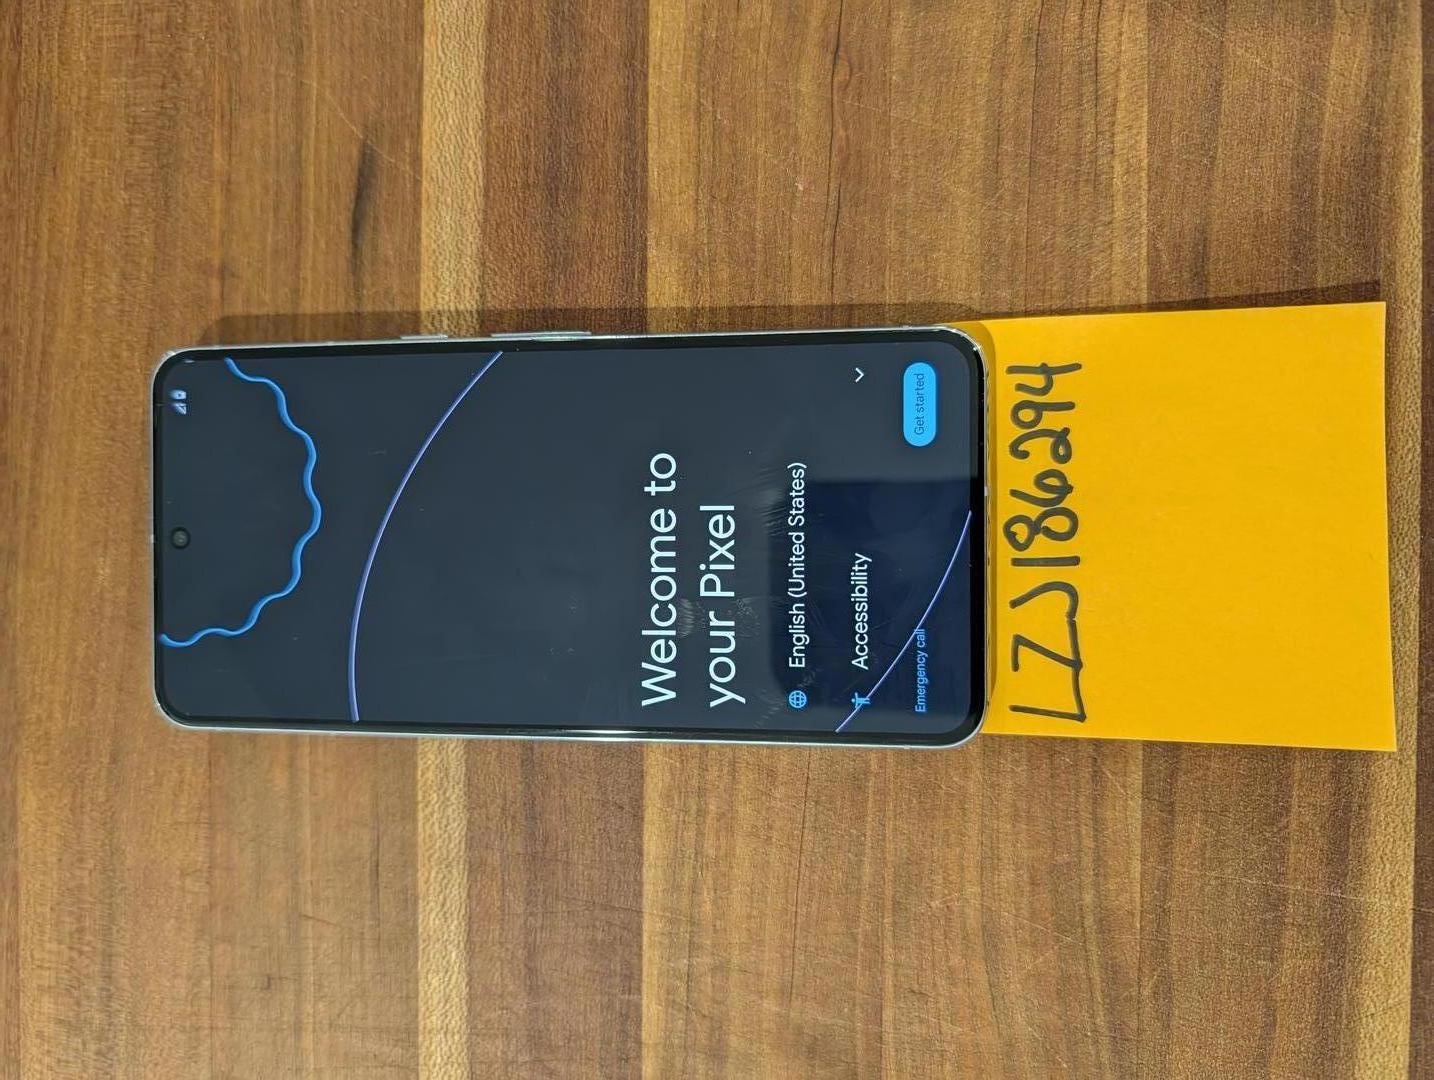 Welcome to
your Pixel
English (United States)
Accessibility
Emergency call
Get started
LZJ186294